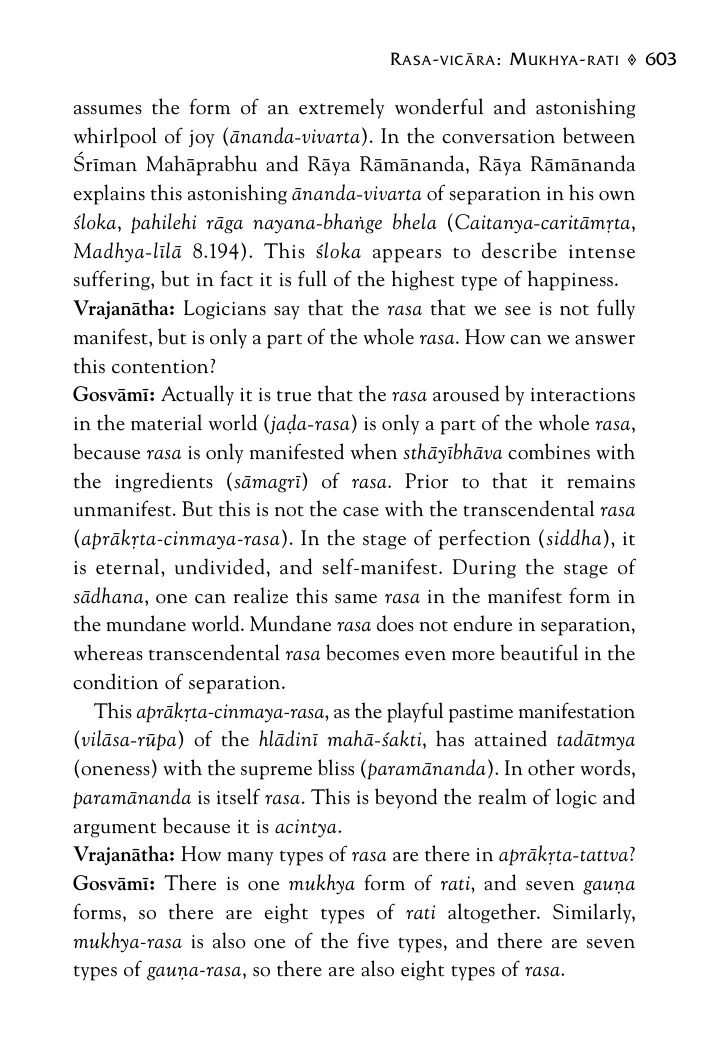 RASA-VICĀRA: MUKHYA-RATI ◊ 603
assumes the form of an extremely wonderful and astonishing
whirlpool of joy (ānanda-vivarta). In the conversation between
Śrīman Mahāprabhu and Rāya Rāmānanda, Rāya Rāmānanda
explains this astonishing ānanda-vivarta of separation in his own
śloka, pahilehi rāga nayana-bhaṅge bhela (Caitanya-caritāmṛta,
Madhya-līlā 8.194). This śloka appears to describe intense
suffering, but in fact it is full of the highest type of happiness.
Vrajanātha: Logicians say that the rasa that we see is not fully
manifest, but is only a part of the whole rasa. How can we answer
this contention?
Gosvāmī: Actually it is true that the rasa aroused by interactions
in the material world (jaḍa-rasa) is only a part of the whole rasa,
because rasa is only manifested when sthāyībhāva combines with
the ingredients (sāmagrī) of rasa. Prior to that it remains
unmanifest. But this is not the case with the transcendental rasa
(aprākṛta-cinmaya-rasa). In the stage of perfection (siddha), it
is eternal, undivided, and self-manifest. During the stage of
sādhana, one can realize this same rasa in the manifest form in
the mundane world. Mundane rasa does not endure in separation,
whereas transcendental rasa becomes even more beautiful in the
condition of separation.
This aprākṛta-cinmaya-rasa, as the playful pastime manifestation
(vilāsa-rūpa) of the hlādinī mahā-śakti, has attained tadātmya
(oneness) with the supreme bliss (paramānanda). In other words,
paramānanda is itself rasa. This is beyond the realm of logic and
argument because it is acintya.
Vrajanātha: How many types of rasa are there in aprākṛta-tattva?
Gosvāmī: There is one mukhya form of rati, and seven gauṇa
forms, so there are eight types of rati altogether. Similarly,
mukhya-rasa is also one of the five types, and there are seven
types of gauṇa-rasa, so there are also eight types of rasa.